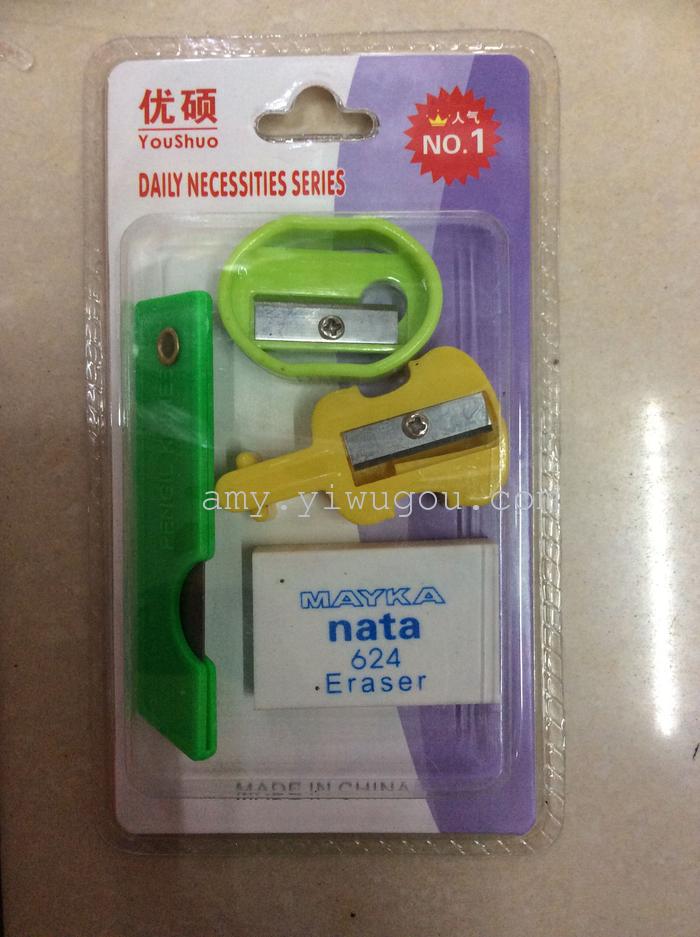 优硕
YouShuo
人气
NO.1
DAILY NECESSITIES SERIES
amy.yiwugou.com
MAYKA
nata
624
Eraser
MADE IN CHINA